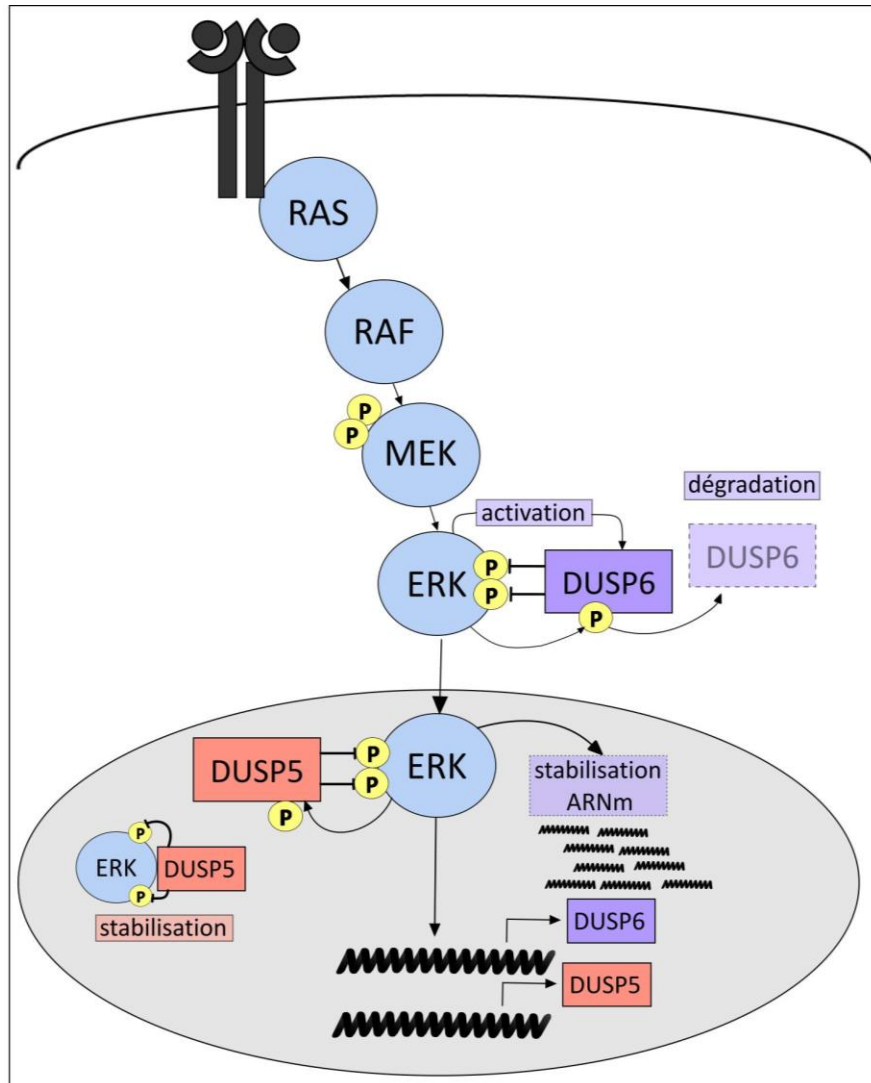 RAS
RAF
P
P
MEK
dégradation
activation
DUSP6
ERK
P
P
DUSP6
P
DUSP5
P
P
ERK
P
stabilisation
ARNm
P
ERK
DUSP5
P
stabilisation
DUSP6
DUSP5